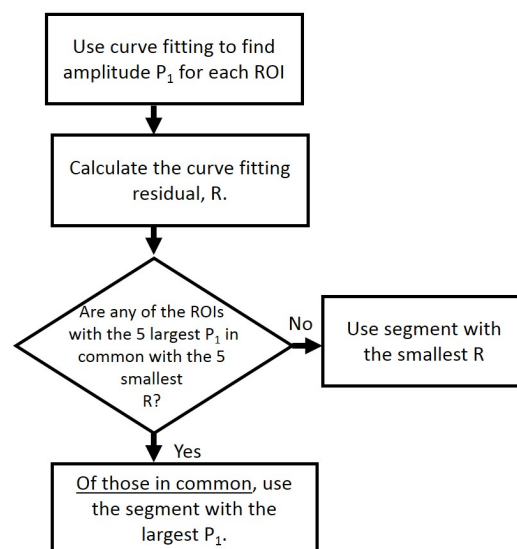 Use curve fitting to find
amplitude P₁ for each ROI
Calculate the curve fitting
residual, R.
Are any of the ROIs
with the 5 largest P₁ in
common with the 5
smallest
R?
No
Use segment with
the smallest R
Yes
Of those in common, use
the segment with the
largest P₁.